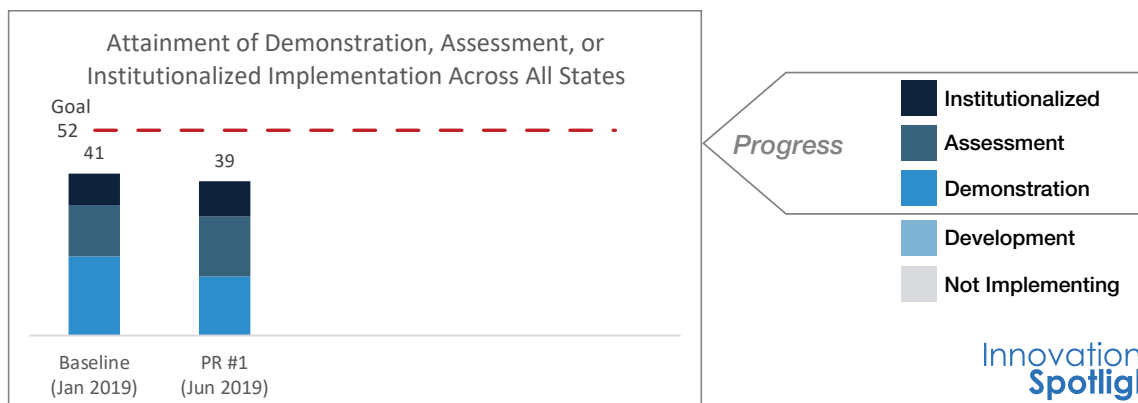 Attainment of Demonstration, Assessment, or
Institutionalized Implementation Across All States
Goal
52
41
39
Baseline
(Jan 2019)
PR #1
(Jun 2019)
Progress
Institutionalized
Assessment
Demonstration
Development
Not Implementing
Innovation
Spotligh